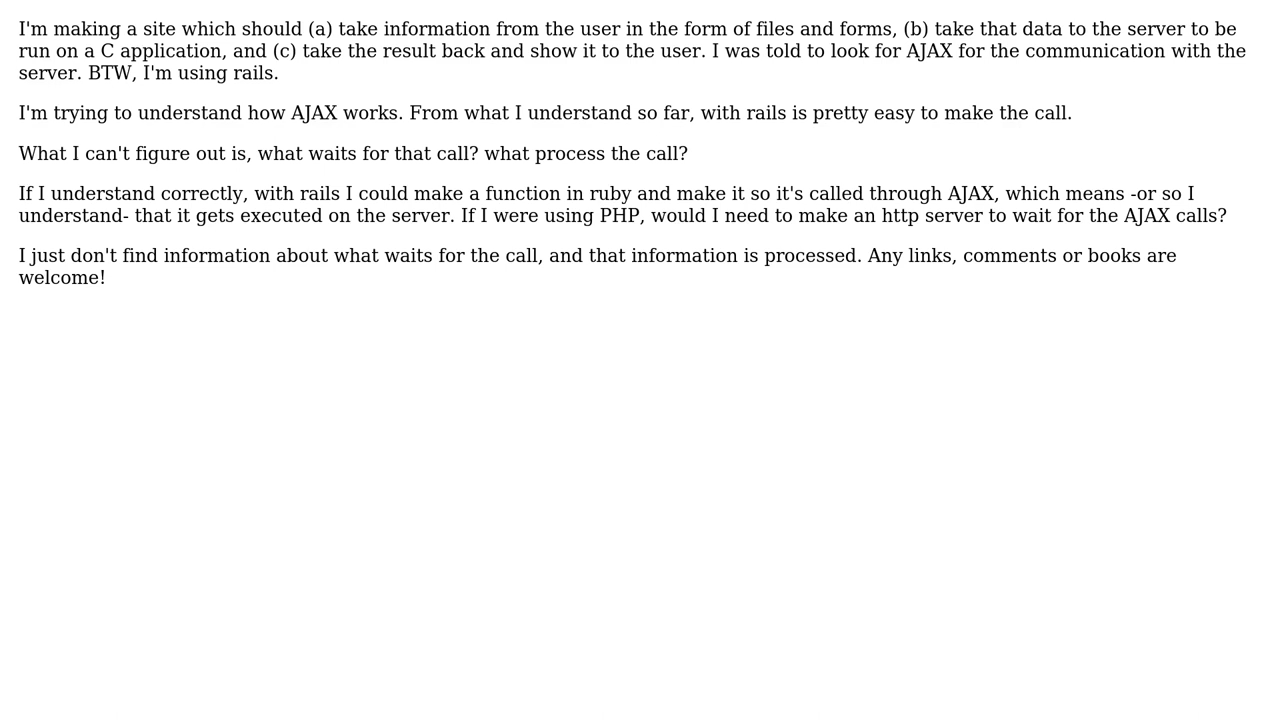 I'm making a site which should (a) take information from the user in the form of files and forms, (b) take that data to the server to be
run on a C application, and (c) take the result back and show it to the user. I was told to look for AJAX for the communication with the
server. BTW, I'm using rails.
I'm trying to understand how AJAX works. From what I understand so far, with rails is pretty easy to make the call.
What I can't figure out is, what waits for that call? what process the call?
If I understand correctly, with rails I could make a function in ruby and make it so it's called through AJAX, which means -or so I
understand- that it gets executed on the server. If I were using PHP, would I need to make an http server to wait for the AJAX calls?
I just don't find information about what waits for the call, and that information is processed. Any links, comments or books are
welcome!